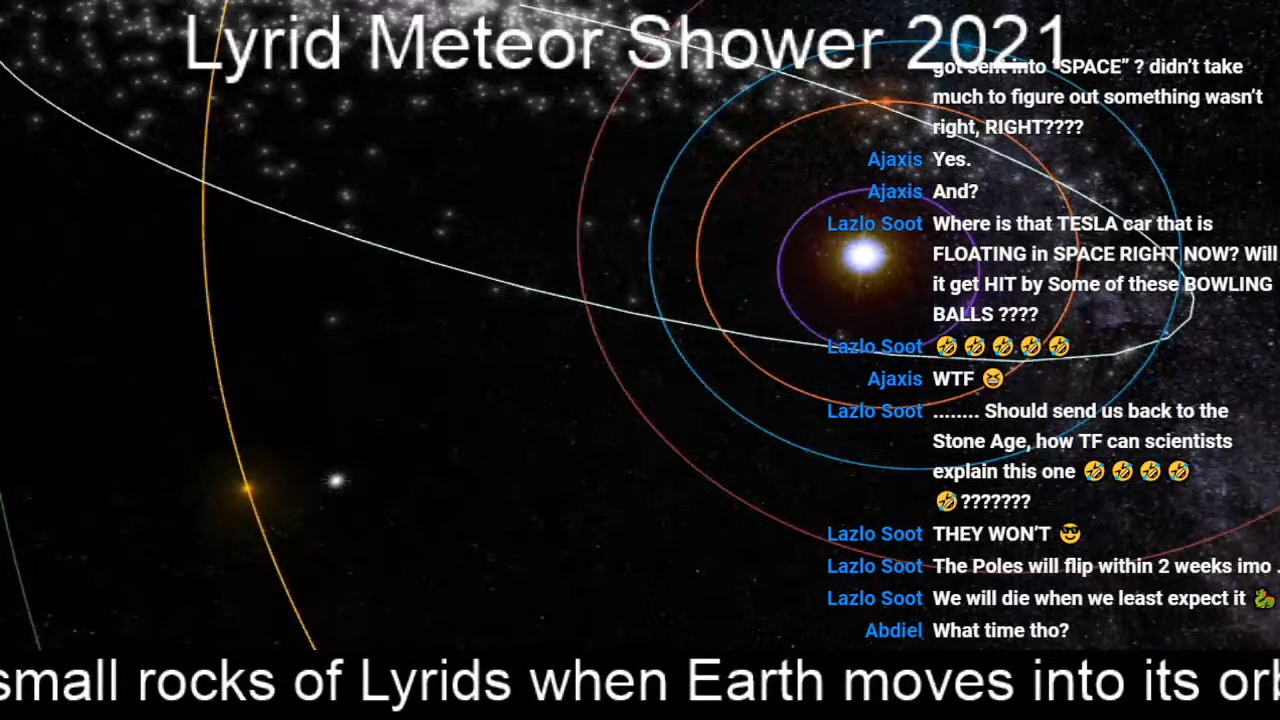 Lyrid Meteor Shower 2021
got sent into “SPACE” ? didn’t take
much to figure out something wasn’t
right, RIGHT????
Ajaxis Yes.
Ajaxis And?
Lazlo Soot Where is that TESLA car that is
FLOATING in SPACE RIGHT NOW? Will
it get HIT by Some of these BOWLING
BALLS ????
Lazlo Soot 🤣 🤣 🤣 🤣 🤣
Ajaxis WTF 😆
Lazlo Soot ........ Should send us back to the
Stone Age, how TF can scientists
explain this one 🤣 🤣 🤣 🤣
🤣???????
Lazlo Soot THEY WON’T 😎
Lazlo Soot The Poles will flip within 2 weeks imo .
Lazlo Soot We will die when we least expect it 🐉
Abdiel What time tho?
small rocks of Lyrids when Earth moves into its orb